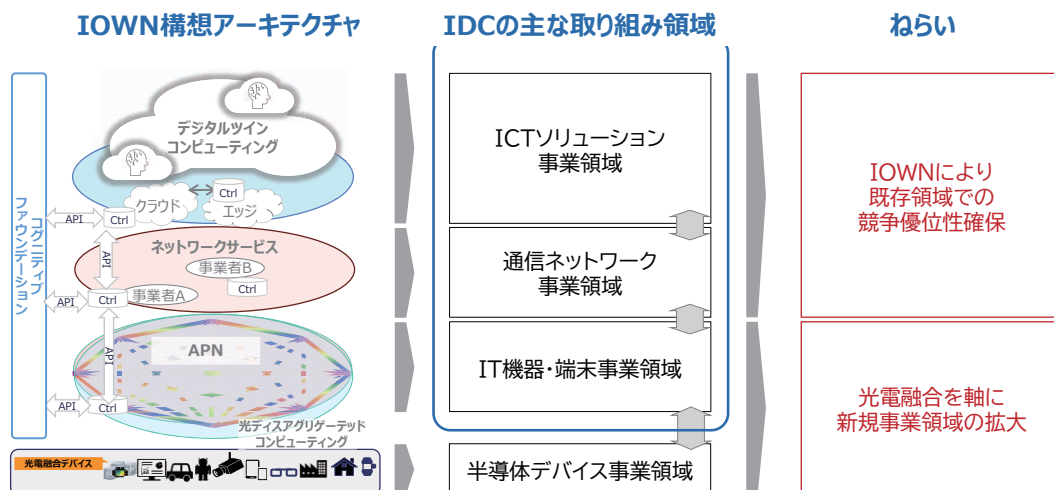 IOWN構想アーキテクチャ
IDCの主な取り組み領域
ねらい
コグニティブ
ファウンデーション
デジタルツイン
コンピューティング
クラウド
Ctrl
エッジ
API
Ctrl
API
ネットワークサービス
事業者B
Ctrl
API
Ctrl
事業者A
APN
API
API
Ctrl
光ディスアグリゲーテッド
コンピューティング
光電融合デバイス
ICTソリューション
事業領域
通信ネットワーク
事業領域
IT機器・端末事業領域
半導体デバイス事業領域
IOWNにより
既存領域での
競争優位性確保
光電融合を軸に
新規事業領域の拡大